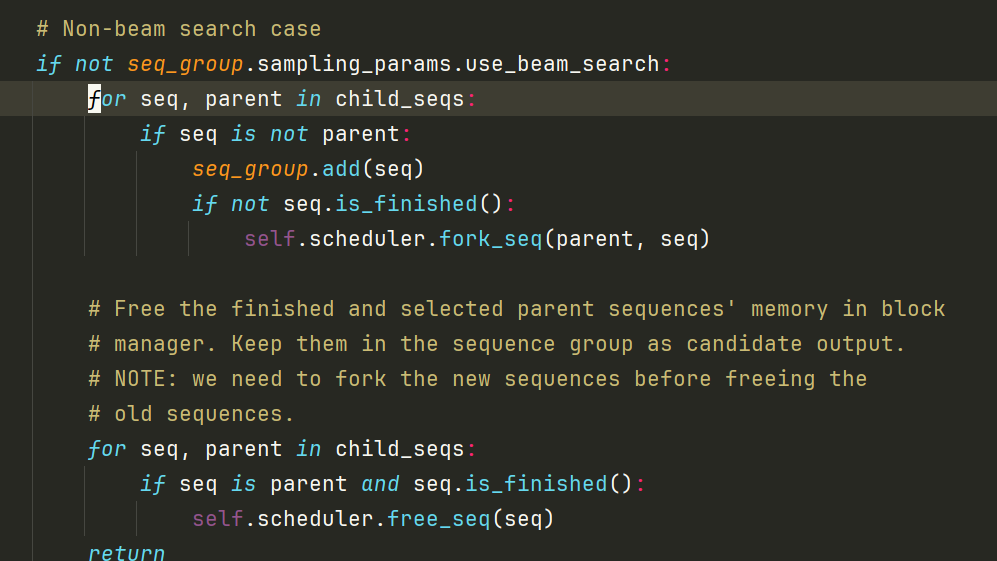 # Non-beam search case
if not seq_group.sampling_params.use_beam_search:
for seq, parent in child_seqs:
if seq is not parent:
seq_group.add(seq)
if not seq.is_finished():
self.scheduler.fork_seq(parent, seq)
# Free the finished and selected parent sequences' memory in block
# manager. Keep them in the sequence group as candidate output.
# NOTE: we need to fork the new sequences before freeing the
# old sequences.
for seq, parent in child_seqs:
if seq is parent and seq.is_finished():
self.scheduler.free_seq(seq)
return